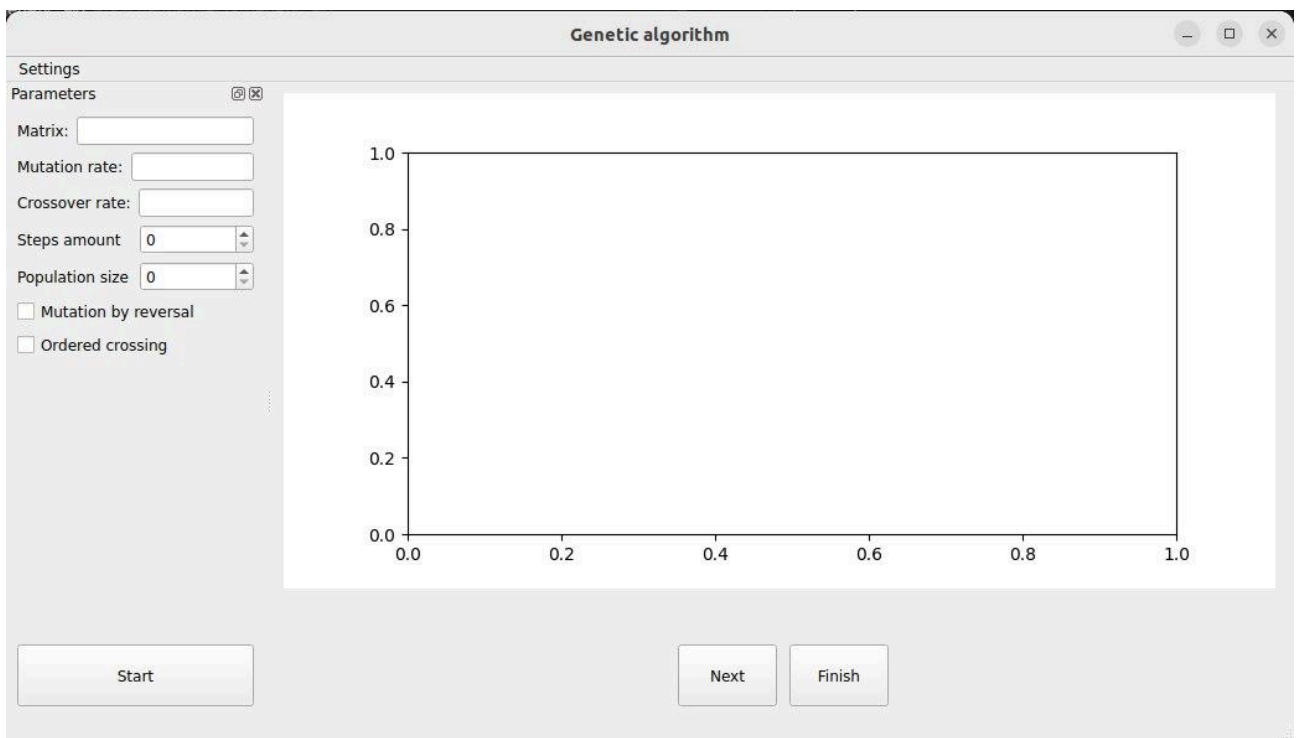 Genetic algorithm
Settings
Parameters
Matrix:
Mutation rate:
Crossover rate:
Steps amount 0
Population size 0
Mutation by reversal
Ordered crossing
Start
1.0
0.8
0.6
0.4
0.2
0.0
0.0 0.2 0.4 0.6 0.8 1.0
Next Finish